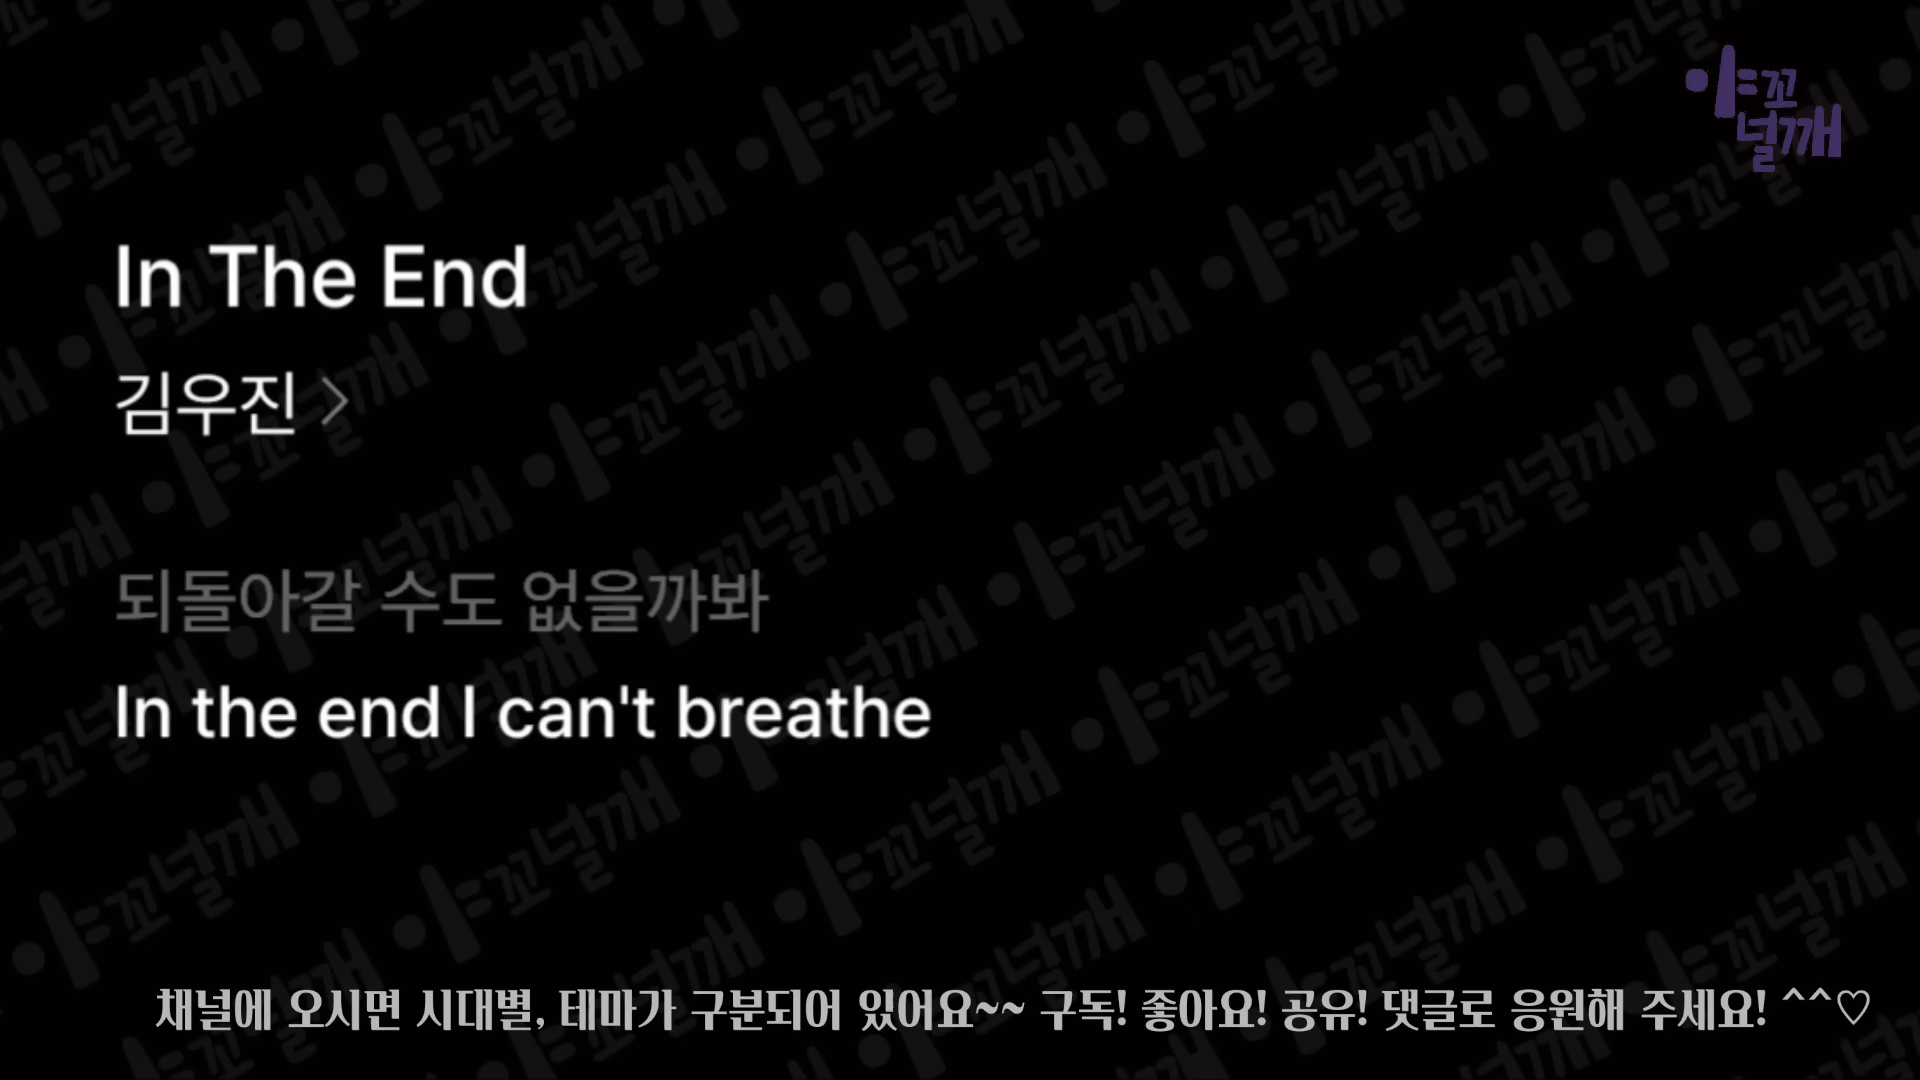 야꼬
널깨
In The End
김우진 >
되돌아갈 수도 없을까봐
In the end I can't breathe
채널에 오시면 시대별, 테마가 구분되어 있어요~~ 구독! 좋아요! 공유! 댓글로 응원해 주세요! ^^♡